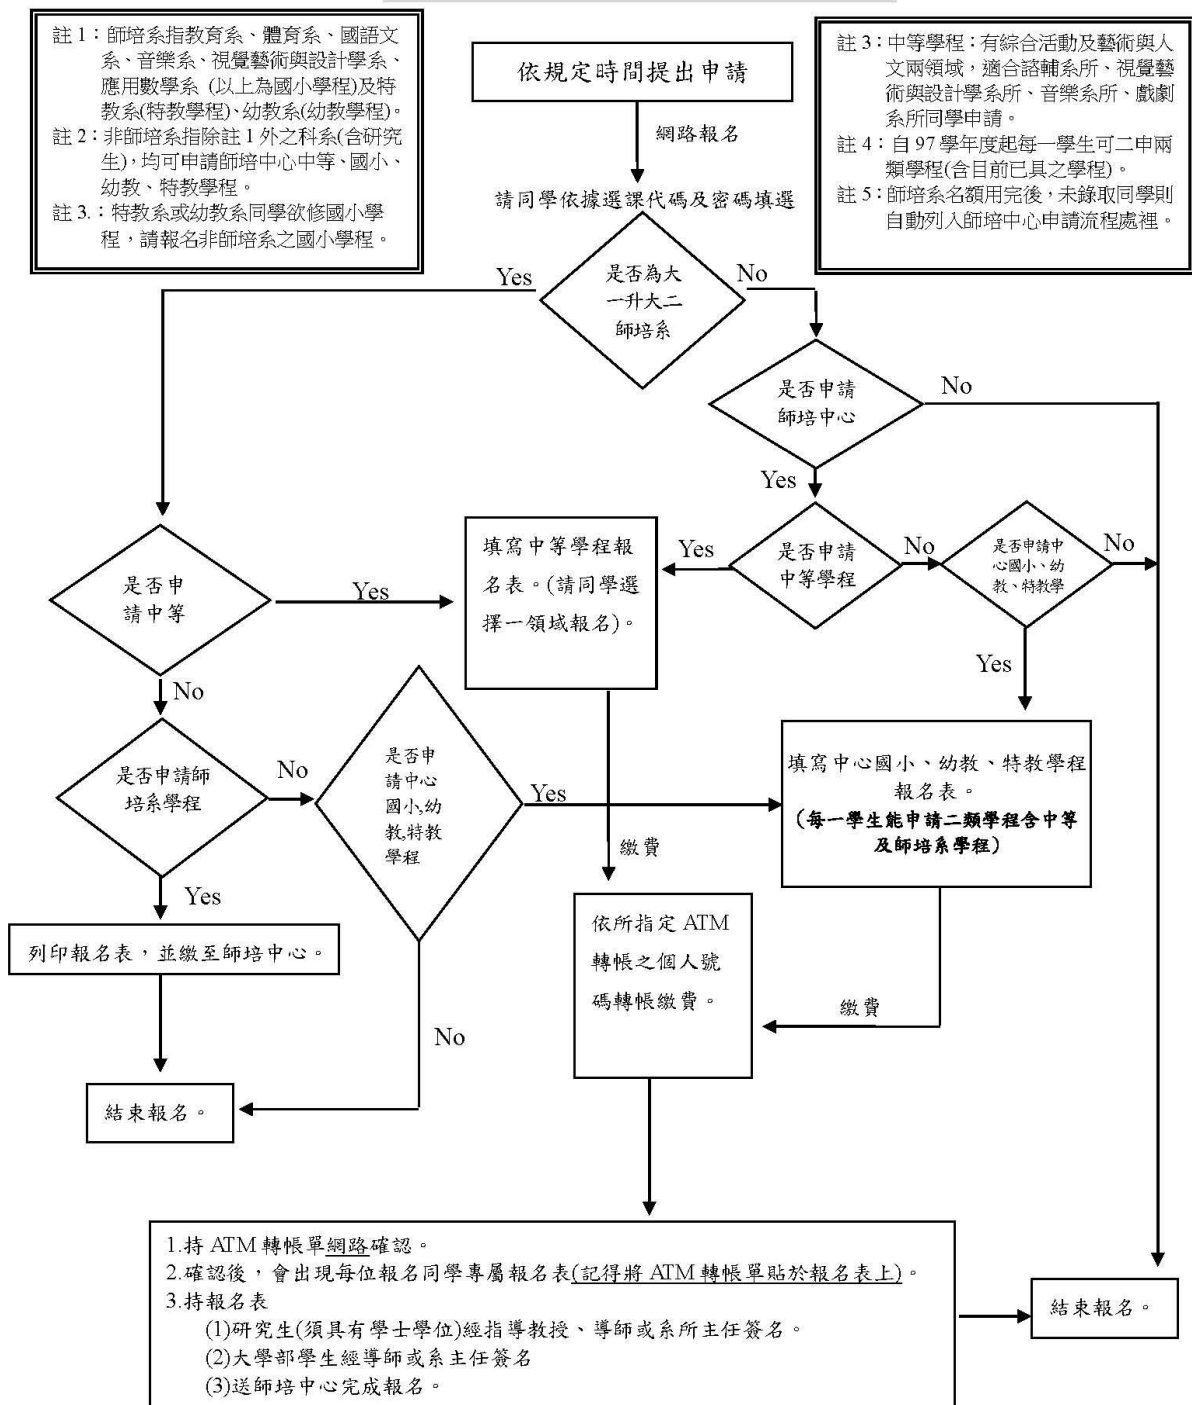 註 1：師培系指教育系、體育系、國語文
系、音樂系、視覺藝術與設計學系、
應用數學系 (以上為國小學程)及特
教系(特教學程)、幼教系(幼教學程)。
註 2：非師培系指除註 1 外之科系(含研究
生)，均可申請師培中心中等、國小、
幼教、特教學程。
註 3.：特教系或幼教系同學欲修國小學
程，請報名非師培系之國小學程。
依規定時間提出申請
網路報名
請同學依據選課代碼及密碼填選
註 3：中等學程：有綜合活動及藝術與人
文兩領域，適合諮輔系所、視覺藝
術與設計學系所、音樂系所、戲劇
系所同學申請。
註 4：自 97 學年度起每一學生可二申兩
類學程(含目前已具之學程)。
註 5：師培系名額用完後，未錄取同學則
自動列入師培中心申請流程處裡。
是否為大
一升大二
師培系
Yes
No
是否申請
師培中心
No
Yes
是否申
請中等
Yes
No
填寫中等學程報
名表。(請同學選
擇一領域報名)。
Yes
是否申請
中等學程
No
是否申請中
心國小、幼
教、特教學
No
Yes
是否申請師
培系學程
No
Yes
是否申
請中心
國小,幼
教,特教
學程
Yes
No
填寫中心國小、幼教、特教學程
報名表。
(每一學生能申請二類學程含中等
及師培系學程)
繳費
列印報名表，並繳至師培中心。
依所指定 ATM
轉帳之個人號
碼轉帳繳費。
繳費
結束報名。
1.持 ATM 轉帳單網路確認。
2.確認後，會出現每位報名同學專屬報名表(記得將 ATM 轉帳單貼於報名表上)。
3.持報名表
(1)研究生(須具有學士學位)經指導教授、導師或系所主任簽名。
(2)大學部學生經導師或系主任簽名
(3)送師培中心完成報名。
結束報名。